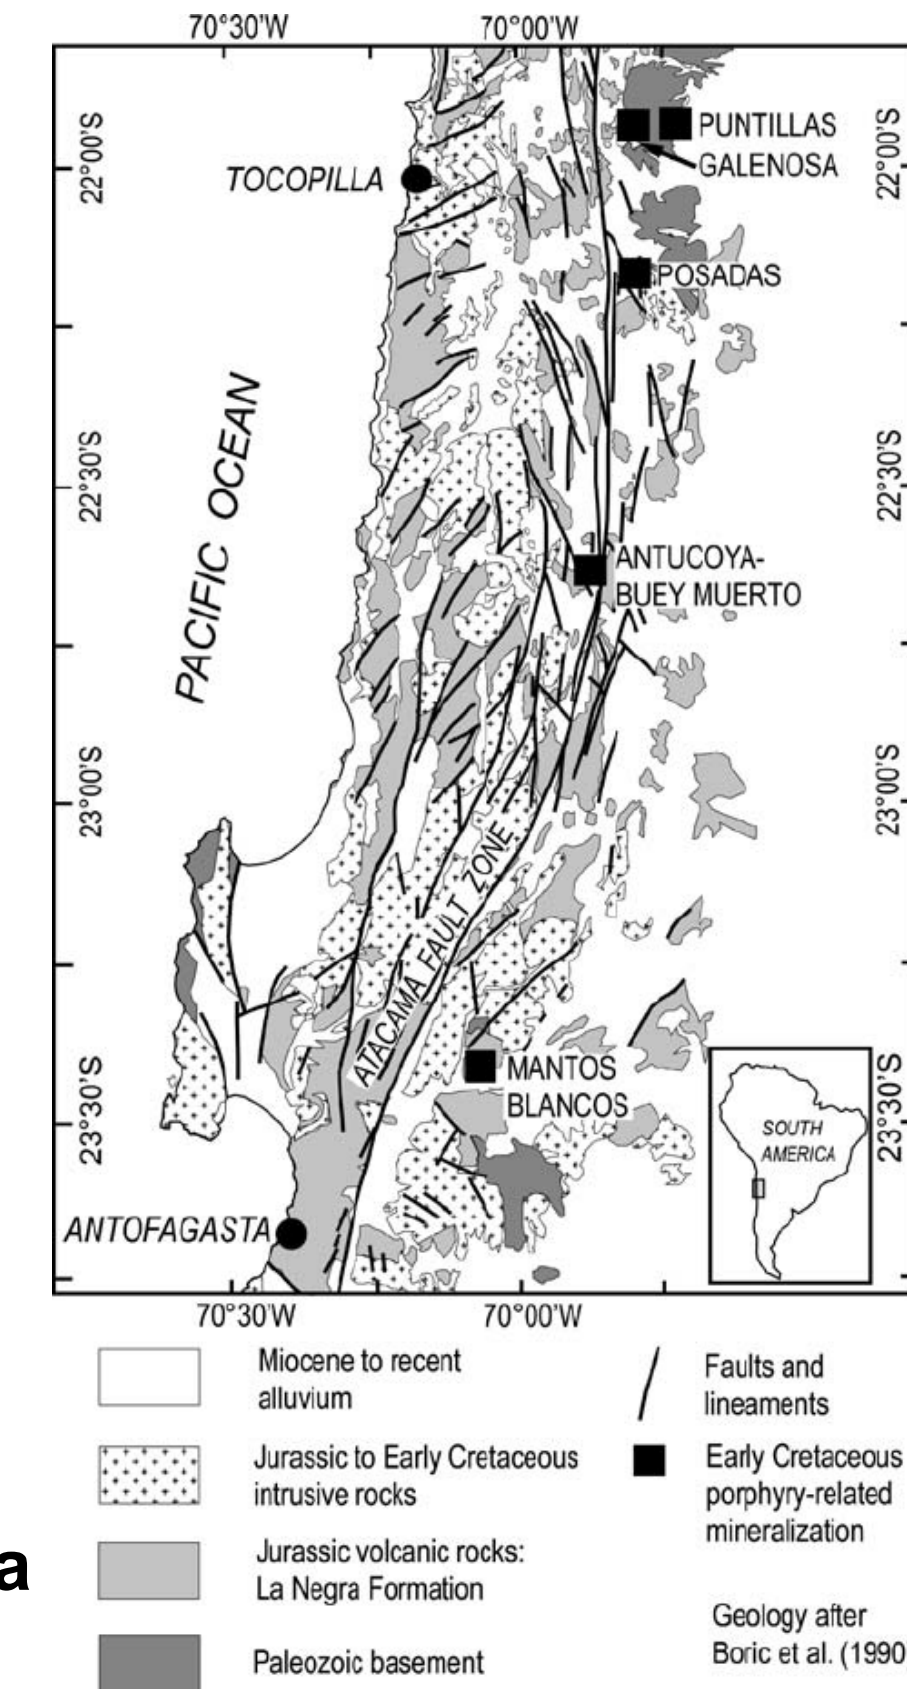 70°30'W
70°00'W
22°00'S
22°00'S
PUNTILLAS
GALENOSA
TOCOPILLA
POSADAS
PACIFIC OCEAN
22°30'S
22°30'S
ANTUCOYA-
BUEY MUERTO
23°00'S
23°00'S
ATACAMA FAULT ZONE
MANTOS
BLANCOS
23°30'S
23°30'S
SOUTH
AMERICA
ANTOFAGASTA
70°30'W
70°00'W
Miocene to recent
alluvium
Faults and
lineaments
Jurassic to Early Cretaceous
intrusive rocks
Early Cretaceous
porphyry-related
mineralization
a
Jurassic volcanic rocks:
La Negra Formation
Paleozoic basement
Geology after
Boric et al. (1990